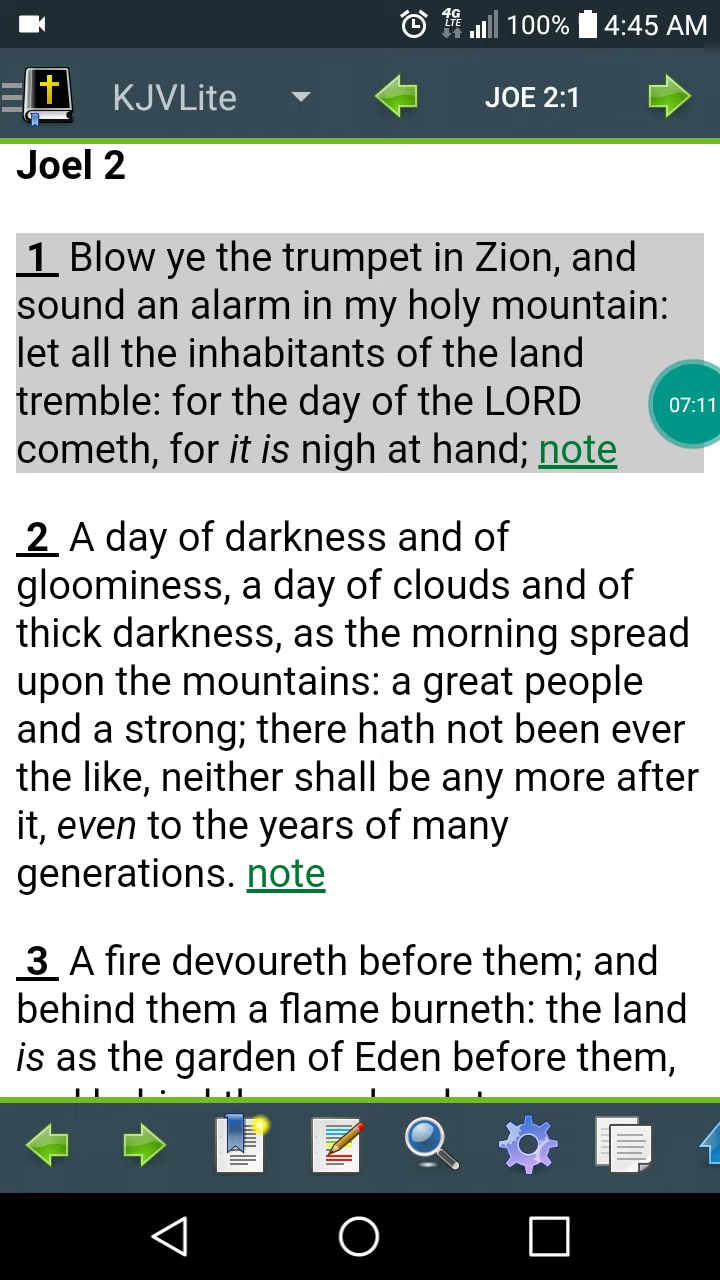 4G LTE 100% 4:45 AM
KJVLite JOE 2:1
Joel 2
1 Blow ye the trumpet in Zion, and
sound an alarm in my holy mountain:
let all the inhabitants of the land
tremble: for the day of the LORD
07:11
cometh, for it is nigh at hand; note
2 A day of darkness and of
gloominess, a day of clouds and of
thick darkness, as the morning spread
upon the mountains: a great people
and a strong; there hath not been ever
the like, neither shall be any more after
it, even to the years of many
generations. note
3 A fire devoureth before them; and
behind them a flame burneth: the land
is as the garden of Eden before them,